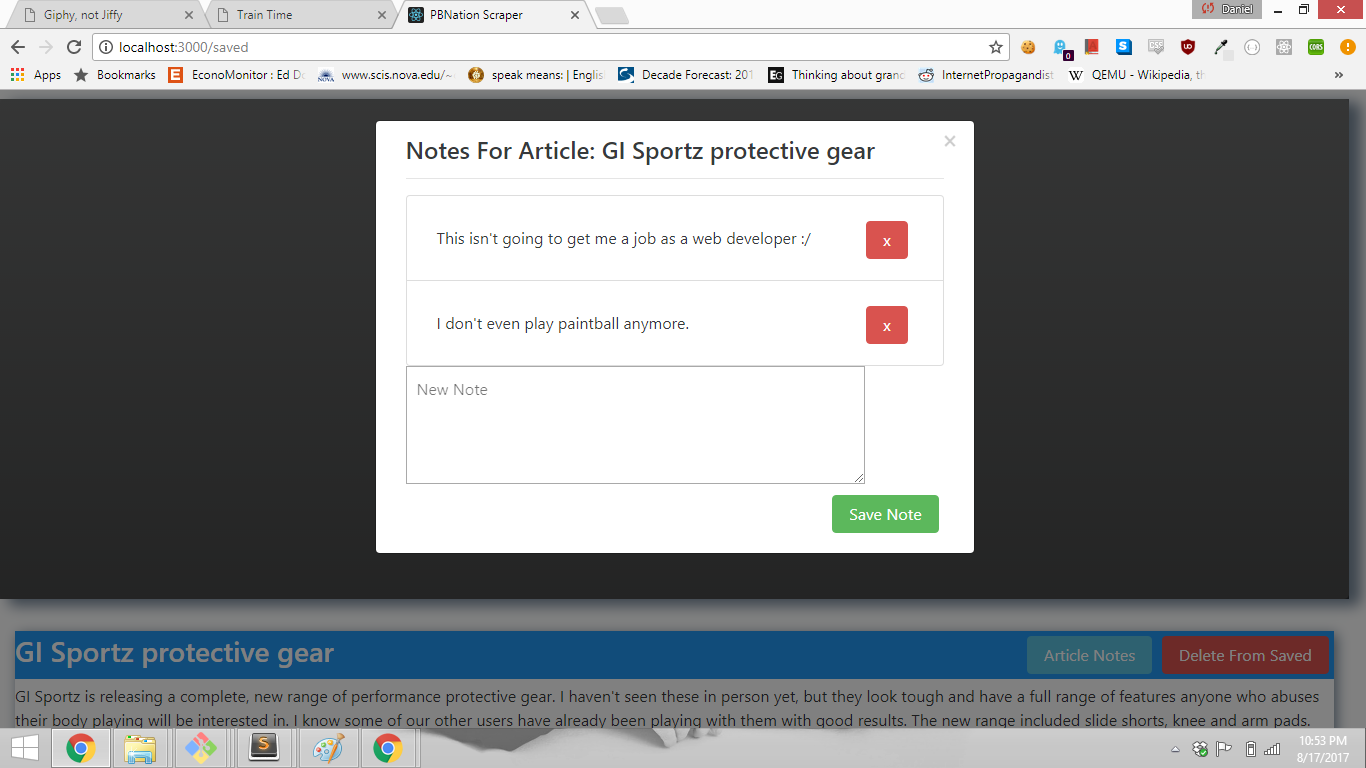 Giphy, not Jiffy
Train Time
PBNation Scraper
Daniel
localhost:3000/saved
Apps
Bookmarks
EconoMonitor : Ed D
www.scis.nova.edu/~
speak means: | Englis
Decade Forecast: 201
Thinking about grand
InternetPropagandist
QEMU - Wikipedia, th
Notes For Article: GI Sportz protective gear
×
This isn't going to get me a job as a web developer :/
x
I don't even play paintball anymore.
x
New Note
Save Note
GI Sportz protective gear
Article Notes
Delete From Saved
GI Sportz is releasing a complete, new range of performance protective gear. I haven't seen these in person yet, but they look tough and have a full range of features anyone who abuses
their body playing will be interested in. I know some of our other users have already been playing with them with good results. The new range included slide shorts, knee and arm pads.
10:53 PM
8/17/2017